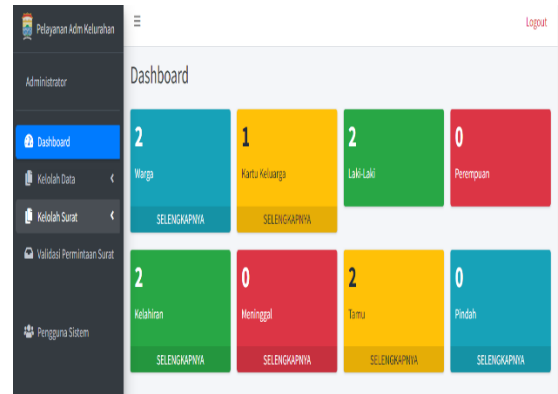 Pelayanan Adm Kelurahan
Logout
Administrator
Dashboard
Kelolah Data
Kelolah Surat
Validasi Permintaan Surat
Pengguna Sistem
Dashboard
2
Warga
SELENGKAPNYA
1
Kartu Keluarga
SELENGKAPNYA
2
Laki-Laki
0
Perempuan
2
Kelahiran
SELENGKAPNYA
0
Meninggal
SELENGKAPNYA
2
Tamu
SELENGKAPNYA
0
Pindah
SELENGKAPNYA